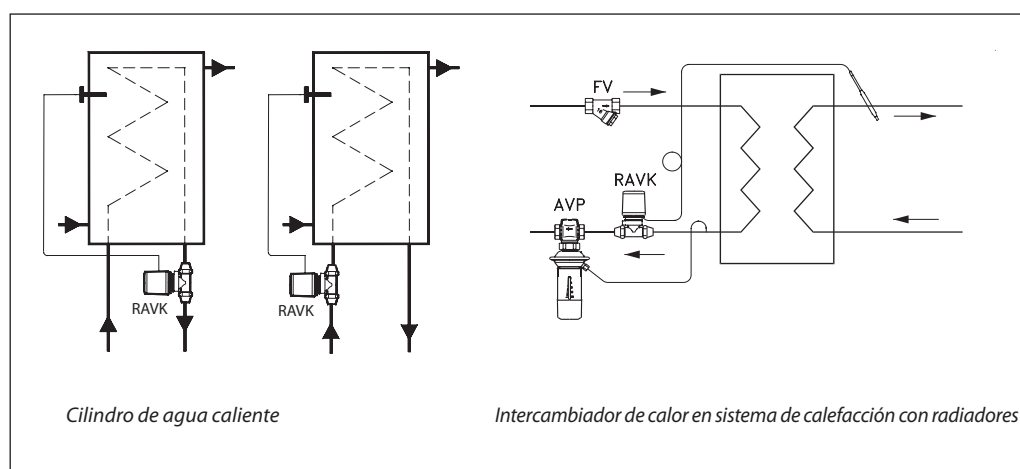 FV
RAVK
AVP
RAVK
RAVK
Cilindro de agua caliente
Intercambiador de calor en sistema de calefacción con radiadores